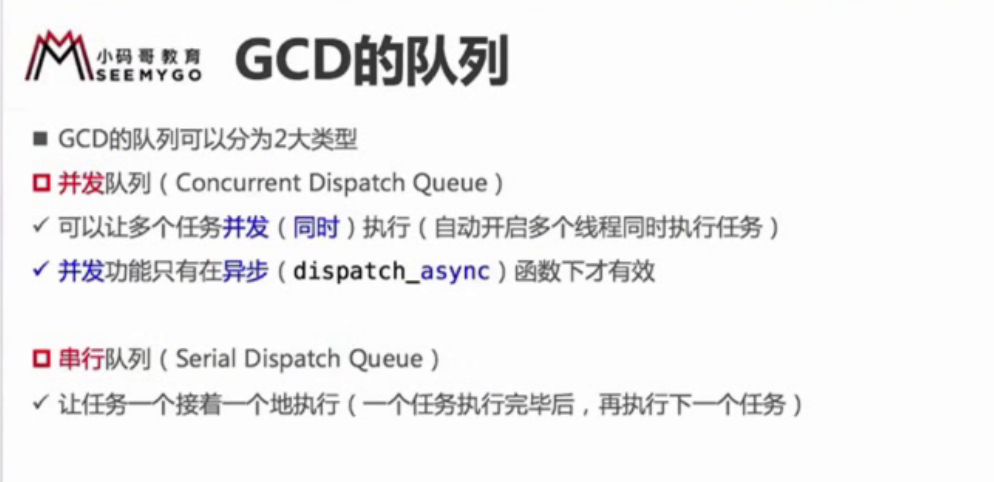 小码哥教育
SEEMYGO
GCD的队列
GCD的队列可以分为2大类型
并发队列（Concurrent Dispatch Queue）
可以让多个任务并发（同时）执行（自动开启多个线程同时执行任务）
并发功能只有在异步（dispatch_async）函数下才有效
串行队列（Serial Dispatch Queue）
让任务一个接着一个地执行（一个任务执行完毕后，再执行下一个任务）